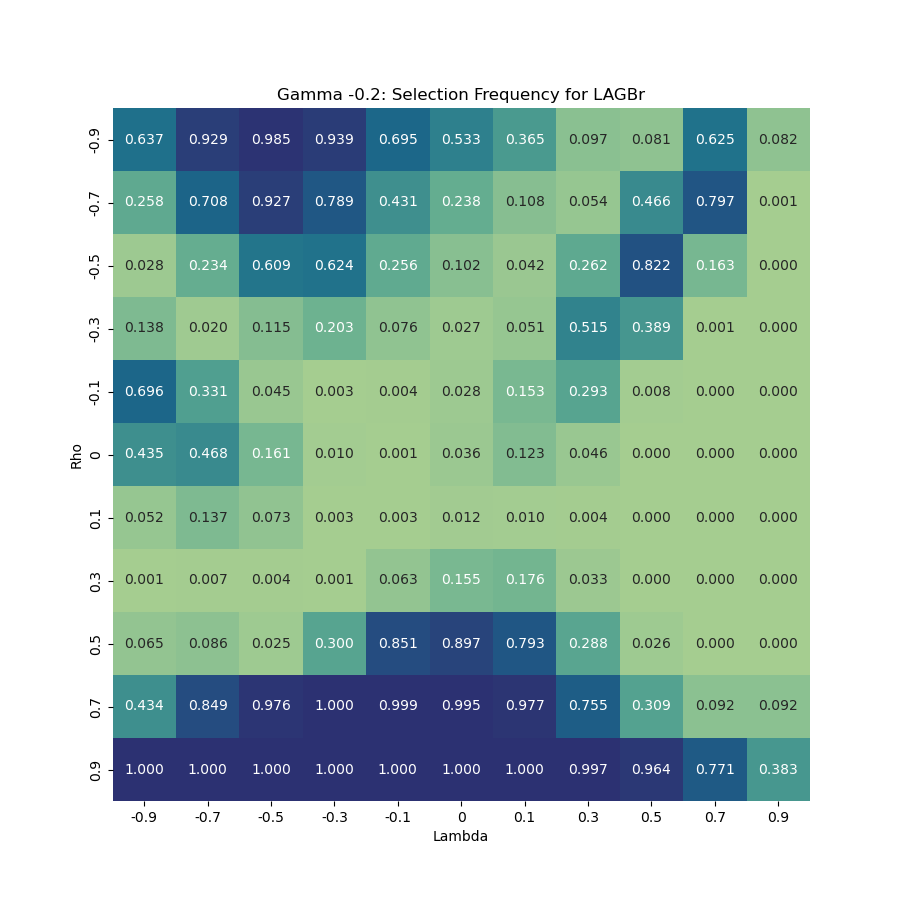 Gamma -0.2: Selection Frequency for LAGBr
-0.9 0.637 0.929 0.985 0.939 0.695 0.533 0.365 0.097 0.081 0.625 0.082
-0.7 0.258 0.708 0.927 0.789 0.431 0.238 0.108 0.054 0.466 0.797 0.001
-0.5 0.028 0.234 0.609 0.624 0.256 0.102 0.042 0.262 0.822 0.163 0.000
-0.3 0.138 0.020 0.115 0.203 0.076 0.027 0.051 0.515 0.389 0.001 0.000
-0.1 0.696 0.331 0.045 0.003 0.004 0.028 0.153 0.293 0.008 0.000 0.000
Rho
0 0.435 0.468 0.161 0.010 0.001 0.036 0.123 0.046 0.000 0.000 0.000
0.1 0.052 0.137 0.073 0.003 0.003 0.012 0.010 0.004 0.000 0.000 0.000
0.3 0.001 0.007 0.004 0.001 0.063 0.155 0.176 0.033 0.000 0.000 0.000
0.5 0.065 0.086 0.025 0.300 0.851 0.897 0.793 0.288 0.026 0.000 0.000
0.7 0.434 0.849 0.976 1.000 0.999 0.995 0.977 0.755 0.309 0.092 0.092
0.9 1.000 1.000 1.000 1.000 1.000 1.000 1.000 0.997 0.964 0.771 0.383
-0.9 -0.7 -0.5 -0.3 -0.1 0 0.1 0.3 0.5 0.7 0.9
Lambda